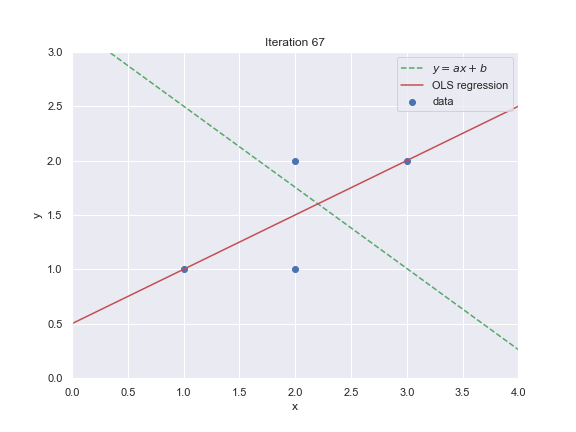 Iteration 67
y = ax + b
OLS regression
data
3.0
2.5
2.0
1.5
1.0
0.5
0.0
y
0.0 0.5 1.0 1.5 2.0 2.5 3.0 3.5 4.0
x